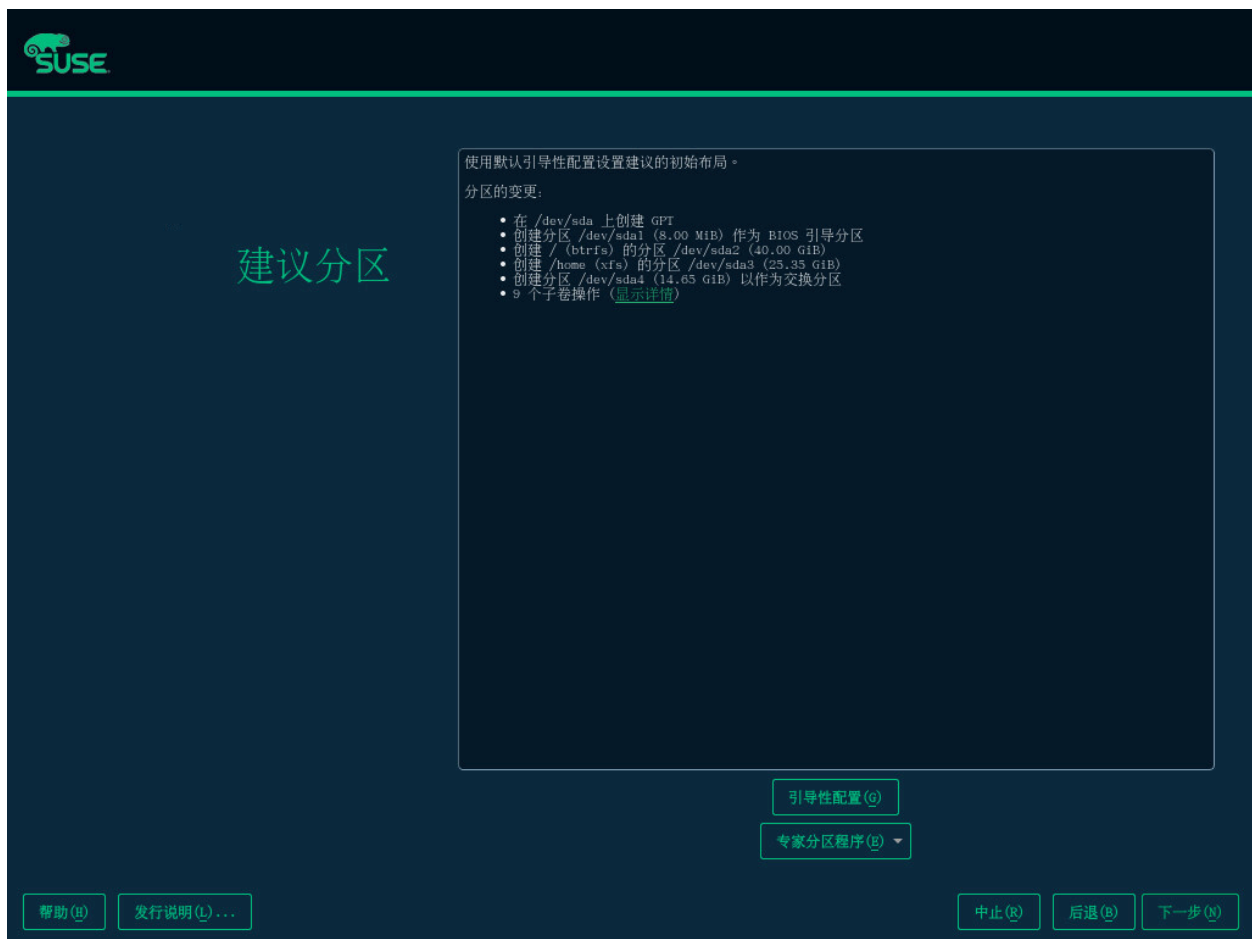 SUSE.
建议分区
使用默认引导性配置设置建议的初始布局。
分区的变更:
• 在 /dev/sda 上创建 GPT
• 创建分区 /dev/sda1 (8.00 MiB) 作为 BIOS 引导分区
• 创建 / (btrfs) 的分区 /dev/sda2 (40.00 GiB)
• 创建 /home (xfs) 的分区 /dev/sda3 (25.35 GiB)
• 创建分区 /dev/sda4 (14.65 GiB) 以作为交换分区
• 9 个子卷操作 (显示详情)
引导性配置(G)
专家分区程序(E)
帮助(H) 发行说明(L)... 中止(R) 后退(B) 下一步(N)